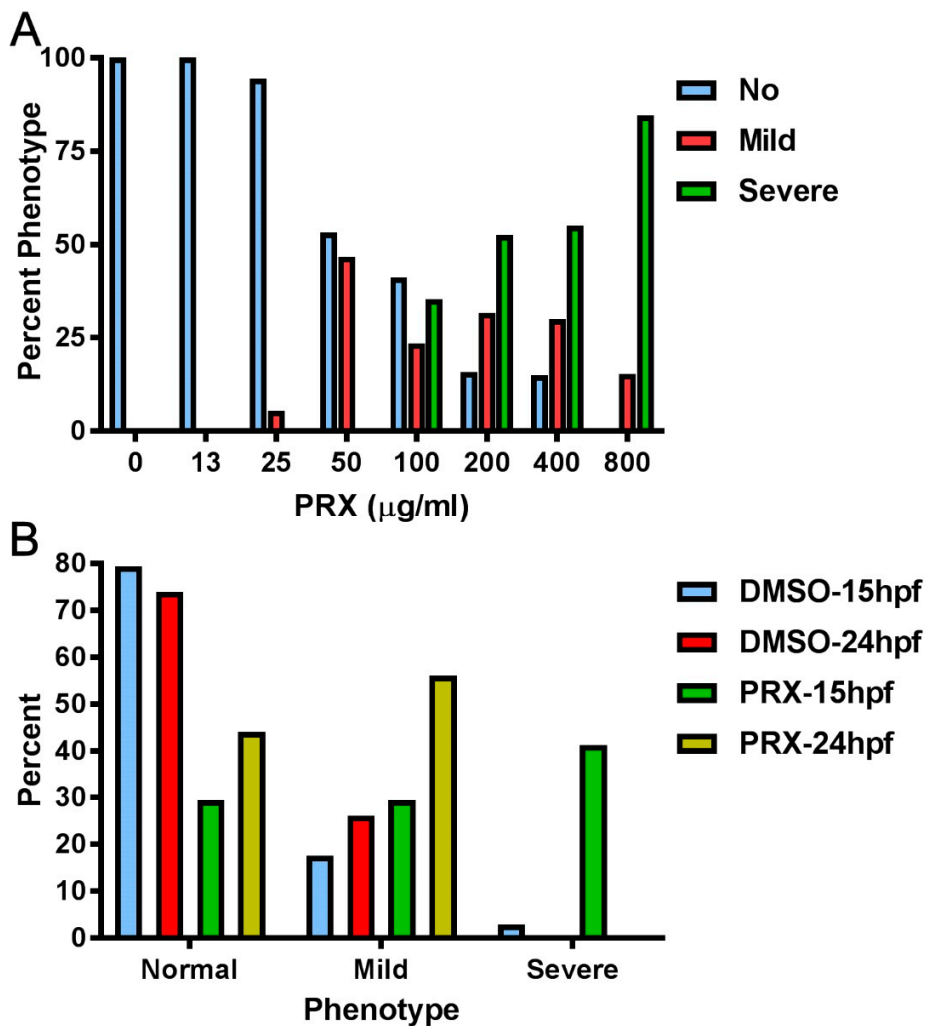 A
Percent Phenotype
100
75
50
25
0
0 13 25 50 100 200 400 800
PRX (μg/ml)
No
Mild
Severe
B
Percent
80
70
60
50
40
30
20
10
0
Normal Mild Severe
Phenotype
DMSO-15hpf
DMSO-24hpf
PRX-15hpf
PRX-24hpf